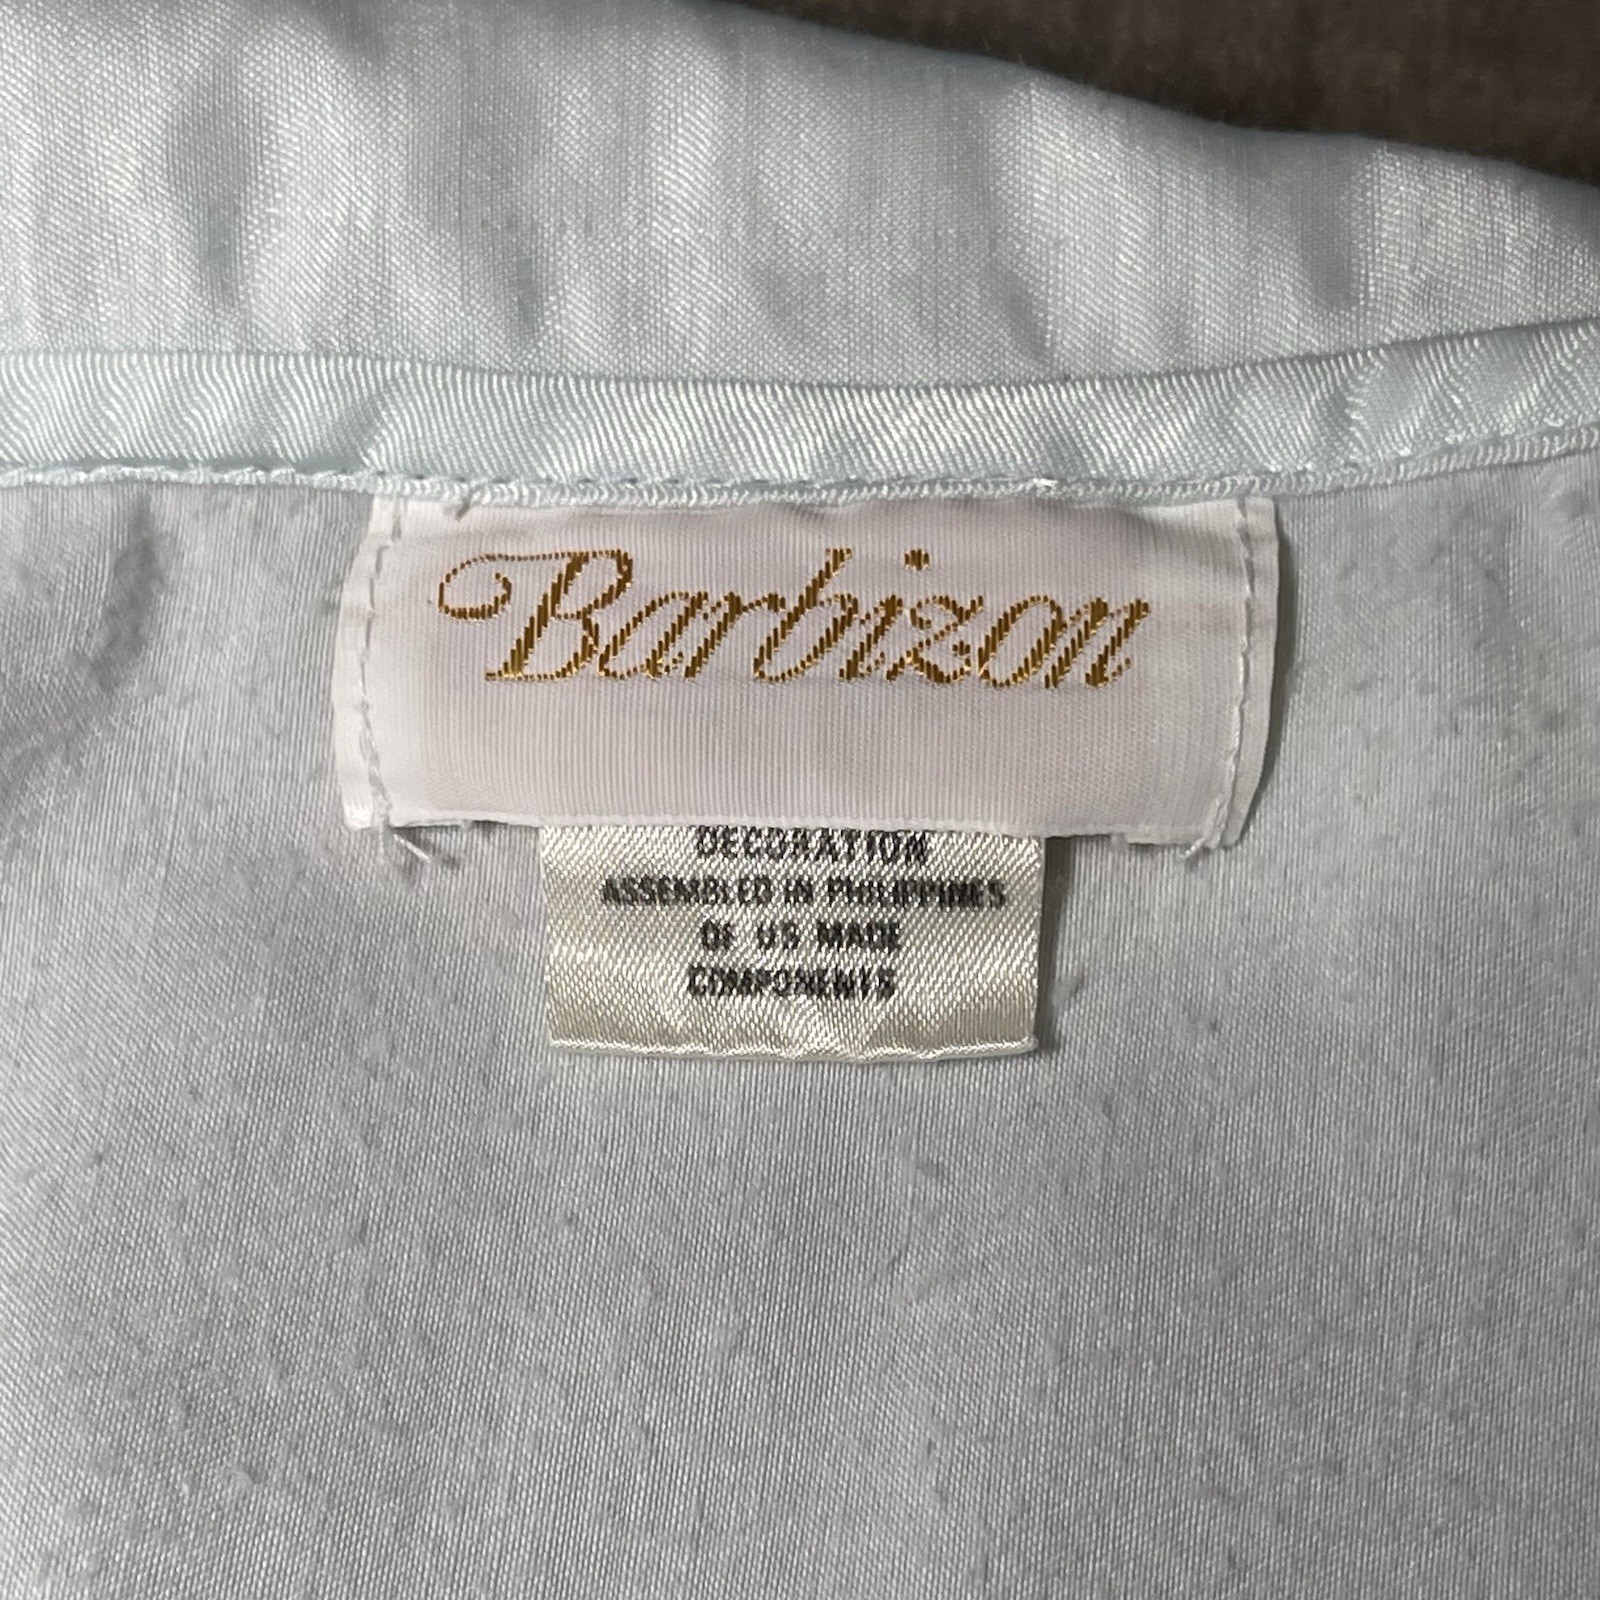 Barbizon
DECORATION
ASSEMBLED IN PHILIPPINES
OF US MADE
COMPONENTS